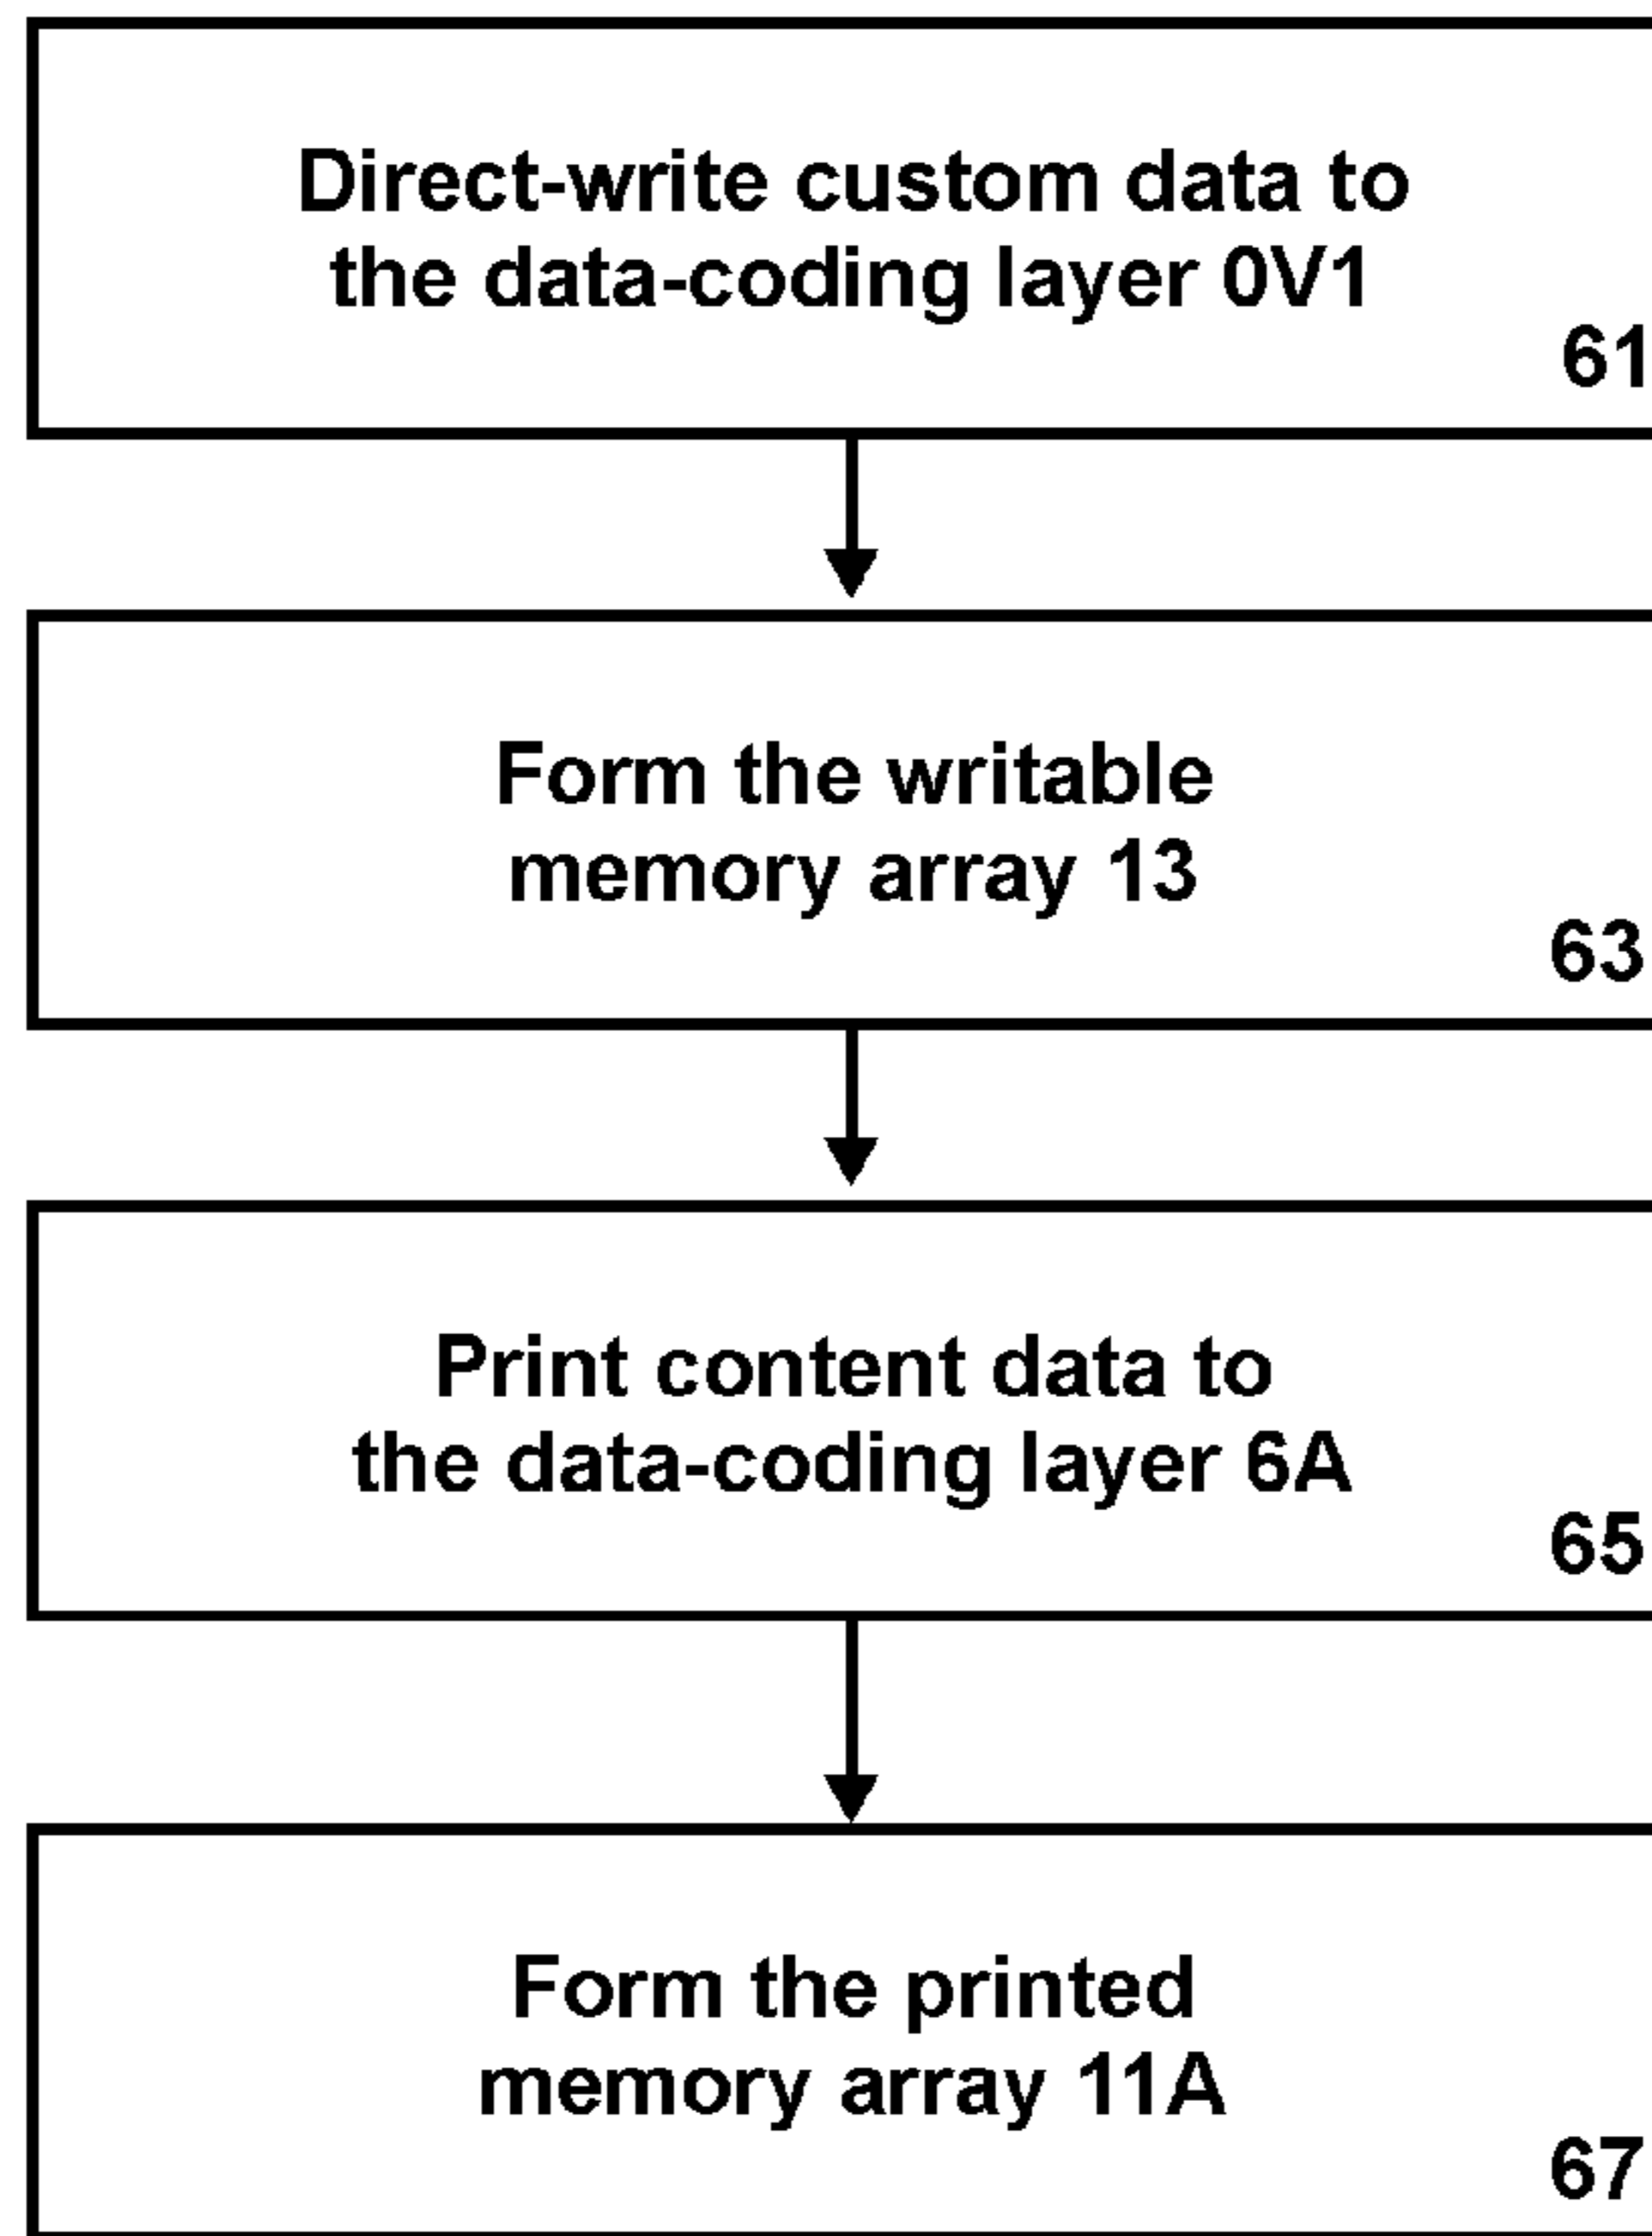 Direct-write custom data to
the data-coding layer 0V1
61
Form the writable
memory array 13
63
Print content data to
the data-coding layer 6A
65
Form the printed
memory array 11A
67